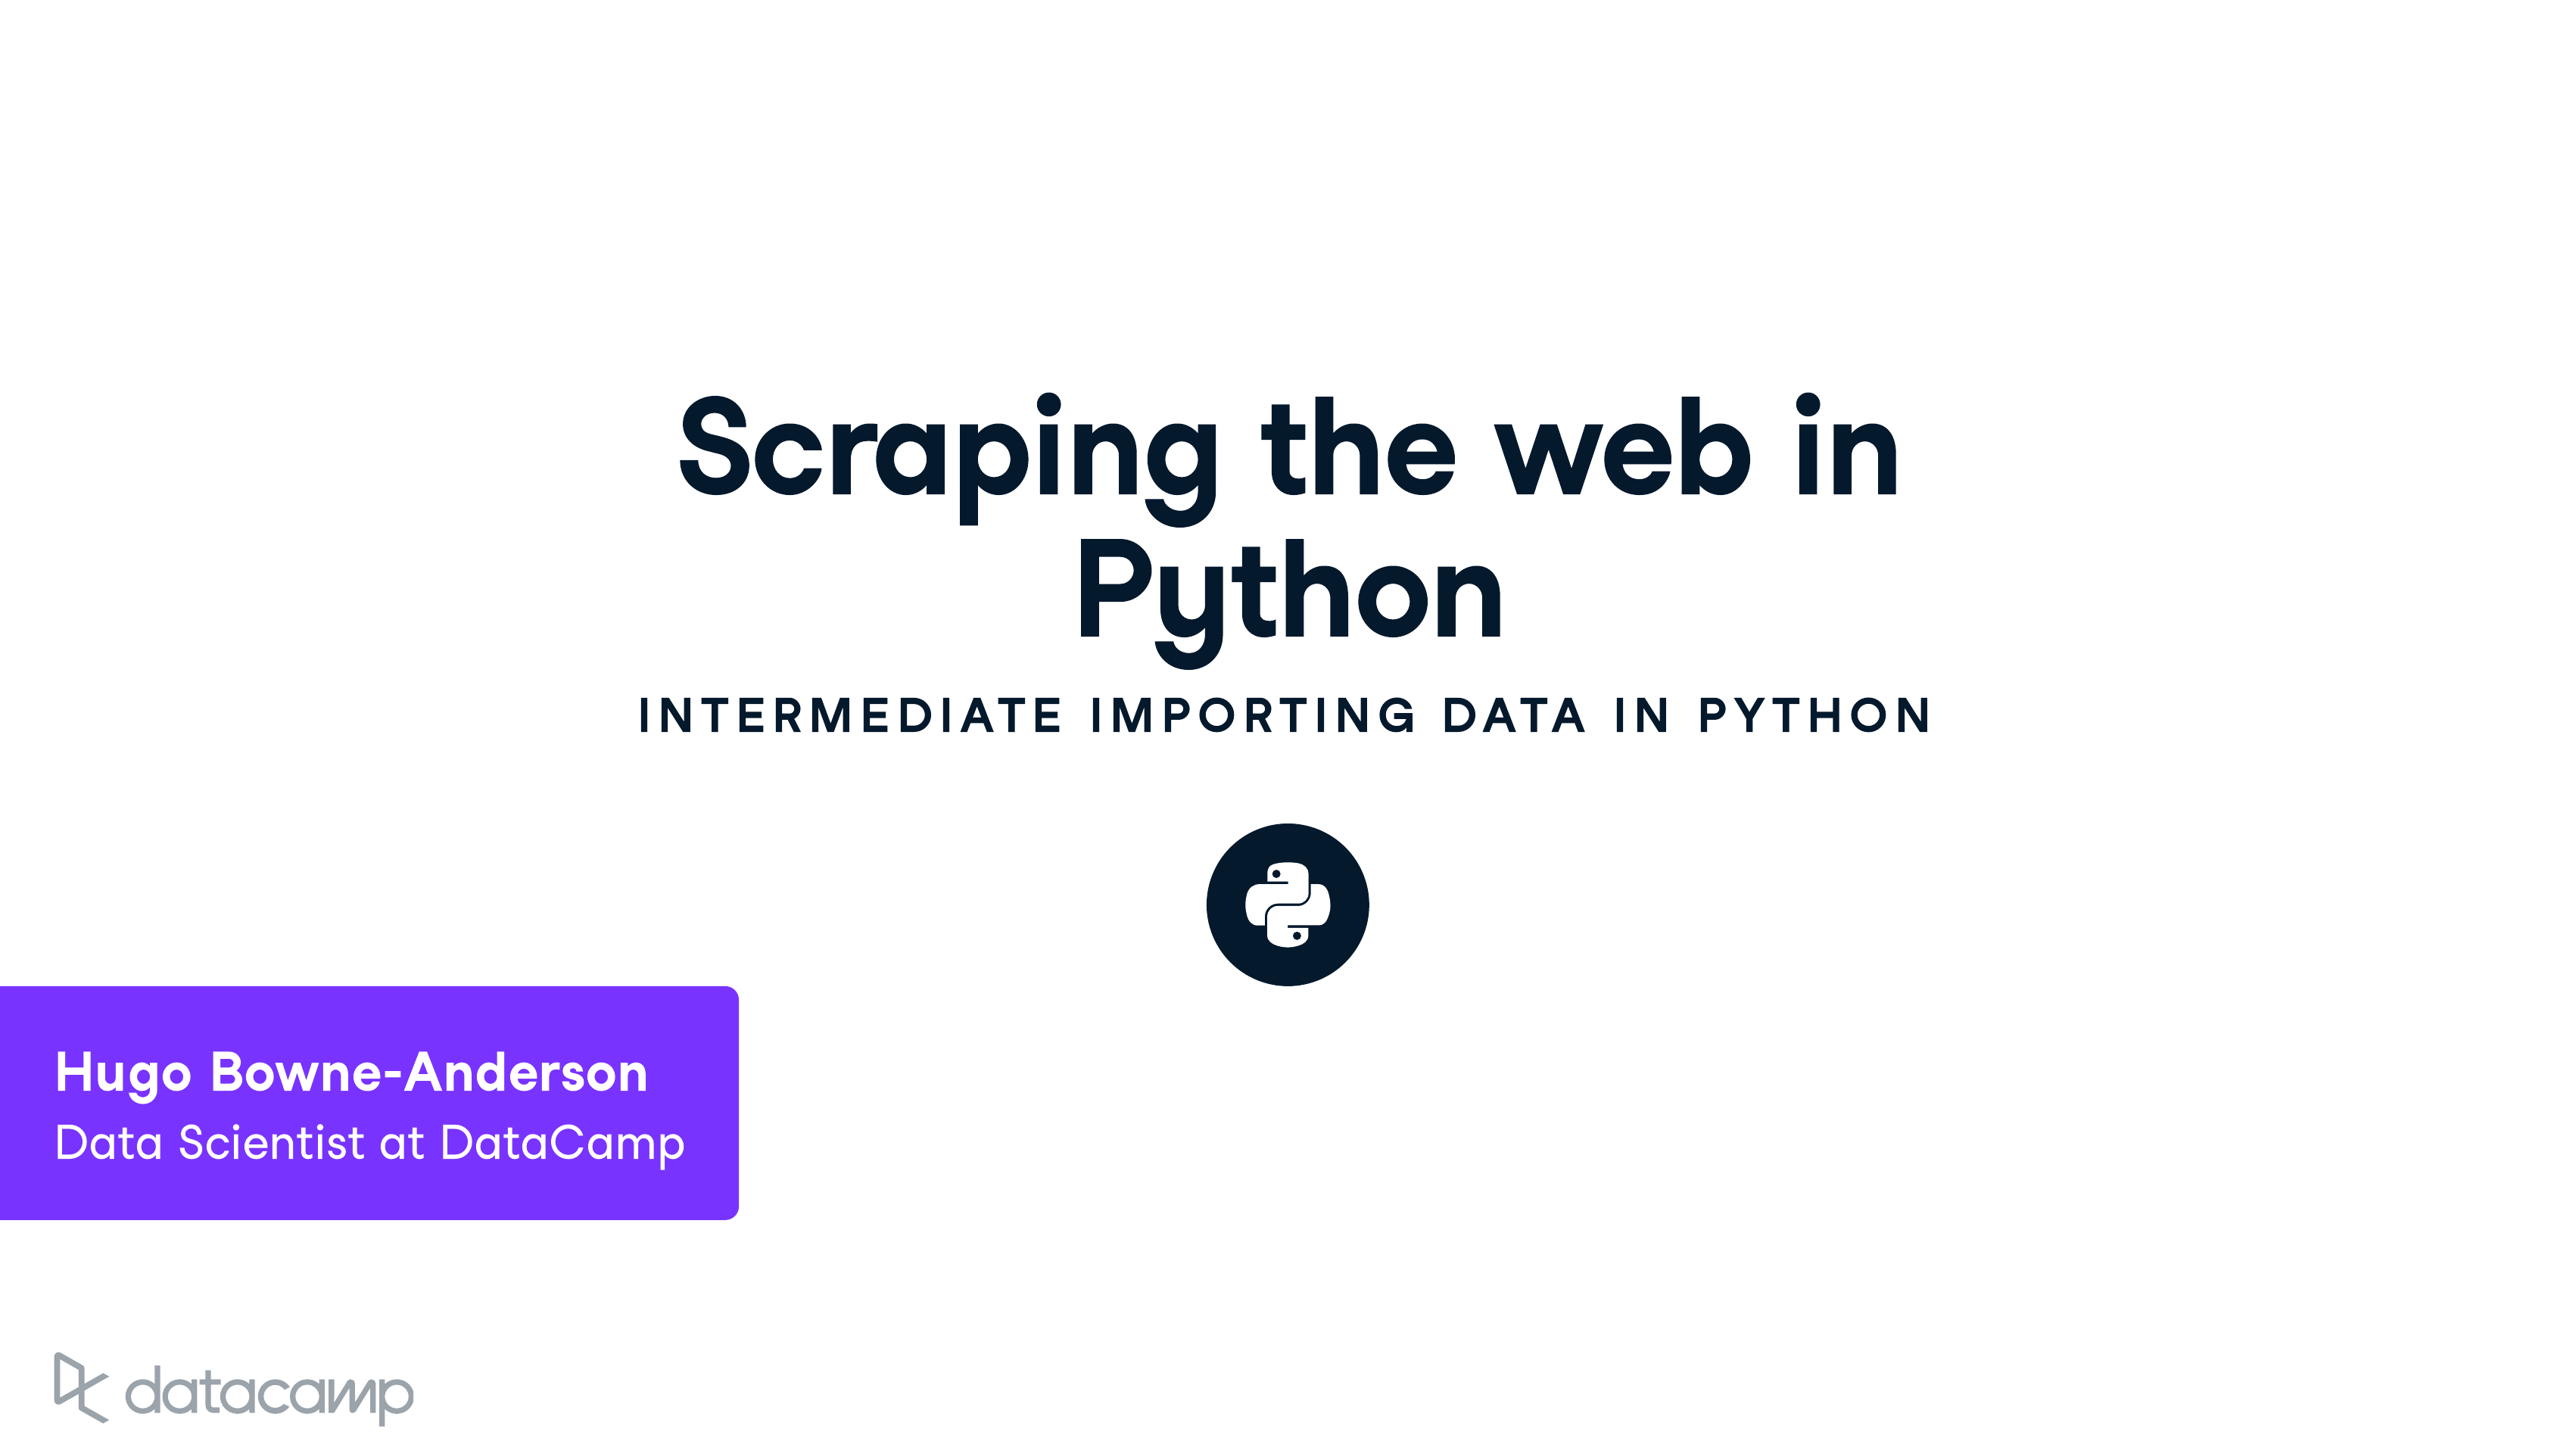 Scraping the web in
Python
INTERMEDIATE IMPORTING DATA IN PYTHON
Hugo Bowne-Anderson
Data Scientist at DataCamp
datacamp